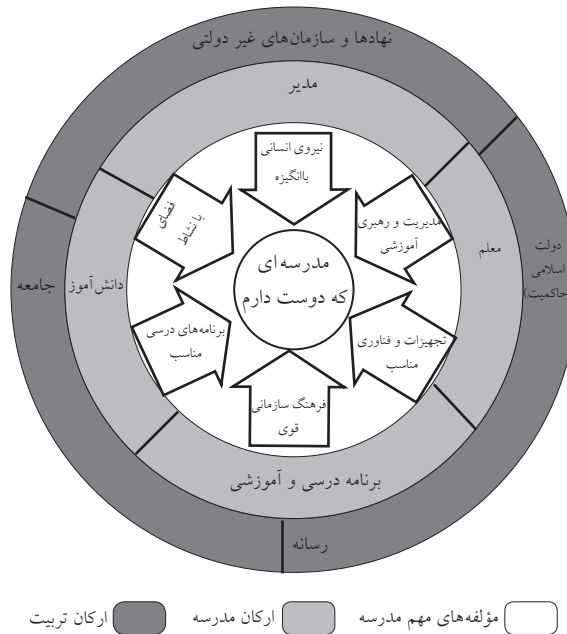 نهادها و سازمان‌های غیر دولتی
مدیر
نیروی انسانی
باانگیزه
مدیریت و رهبری
آموزشی
فضای
با نشاط
معلم
دولت
اسلامی
(حاکمیت)
مدرسه‌ای
که دوست دارم
دانش‌آموز
جامعه
تجهیزات و فناوری
مناسب
برنامه‌های درسی
مناسب
فرهنگ سازمانی
قوی
برنامه درسی و آموزشی
رسانه
مؤلفه‌های مهم مدرسه
ارکان مدرسه
ارکان تربیت